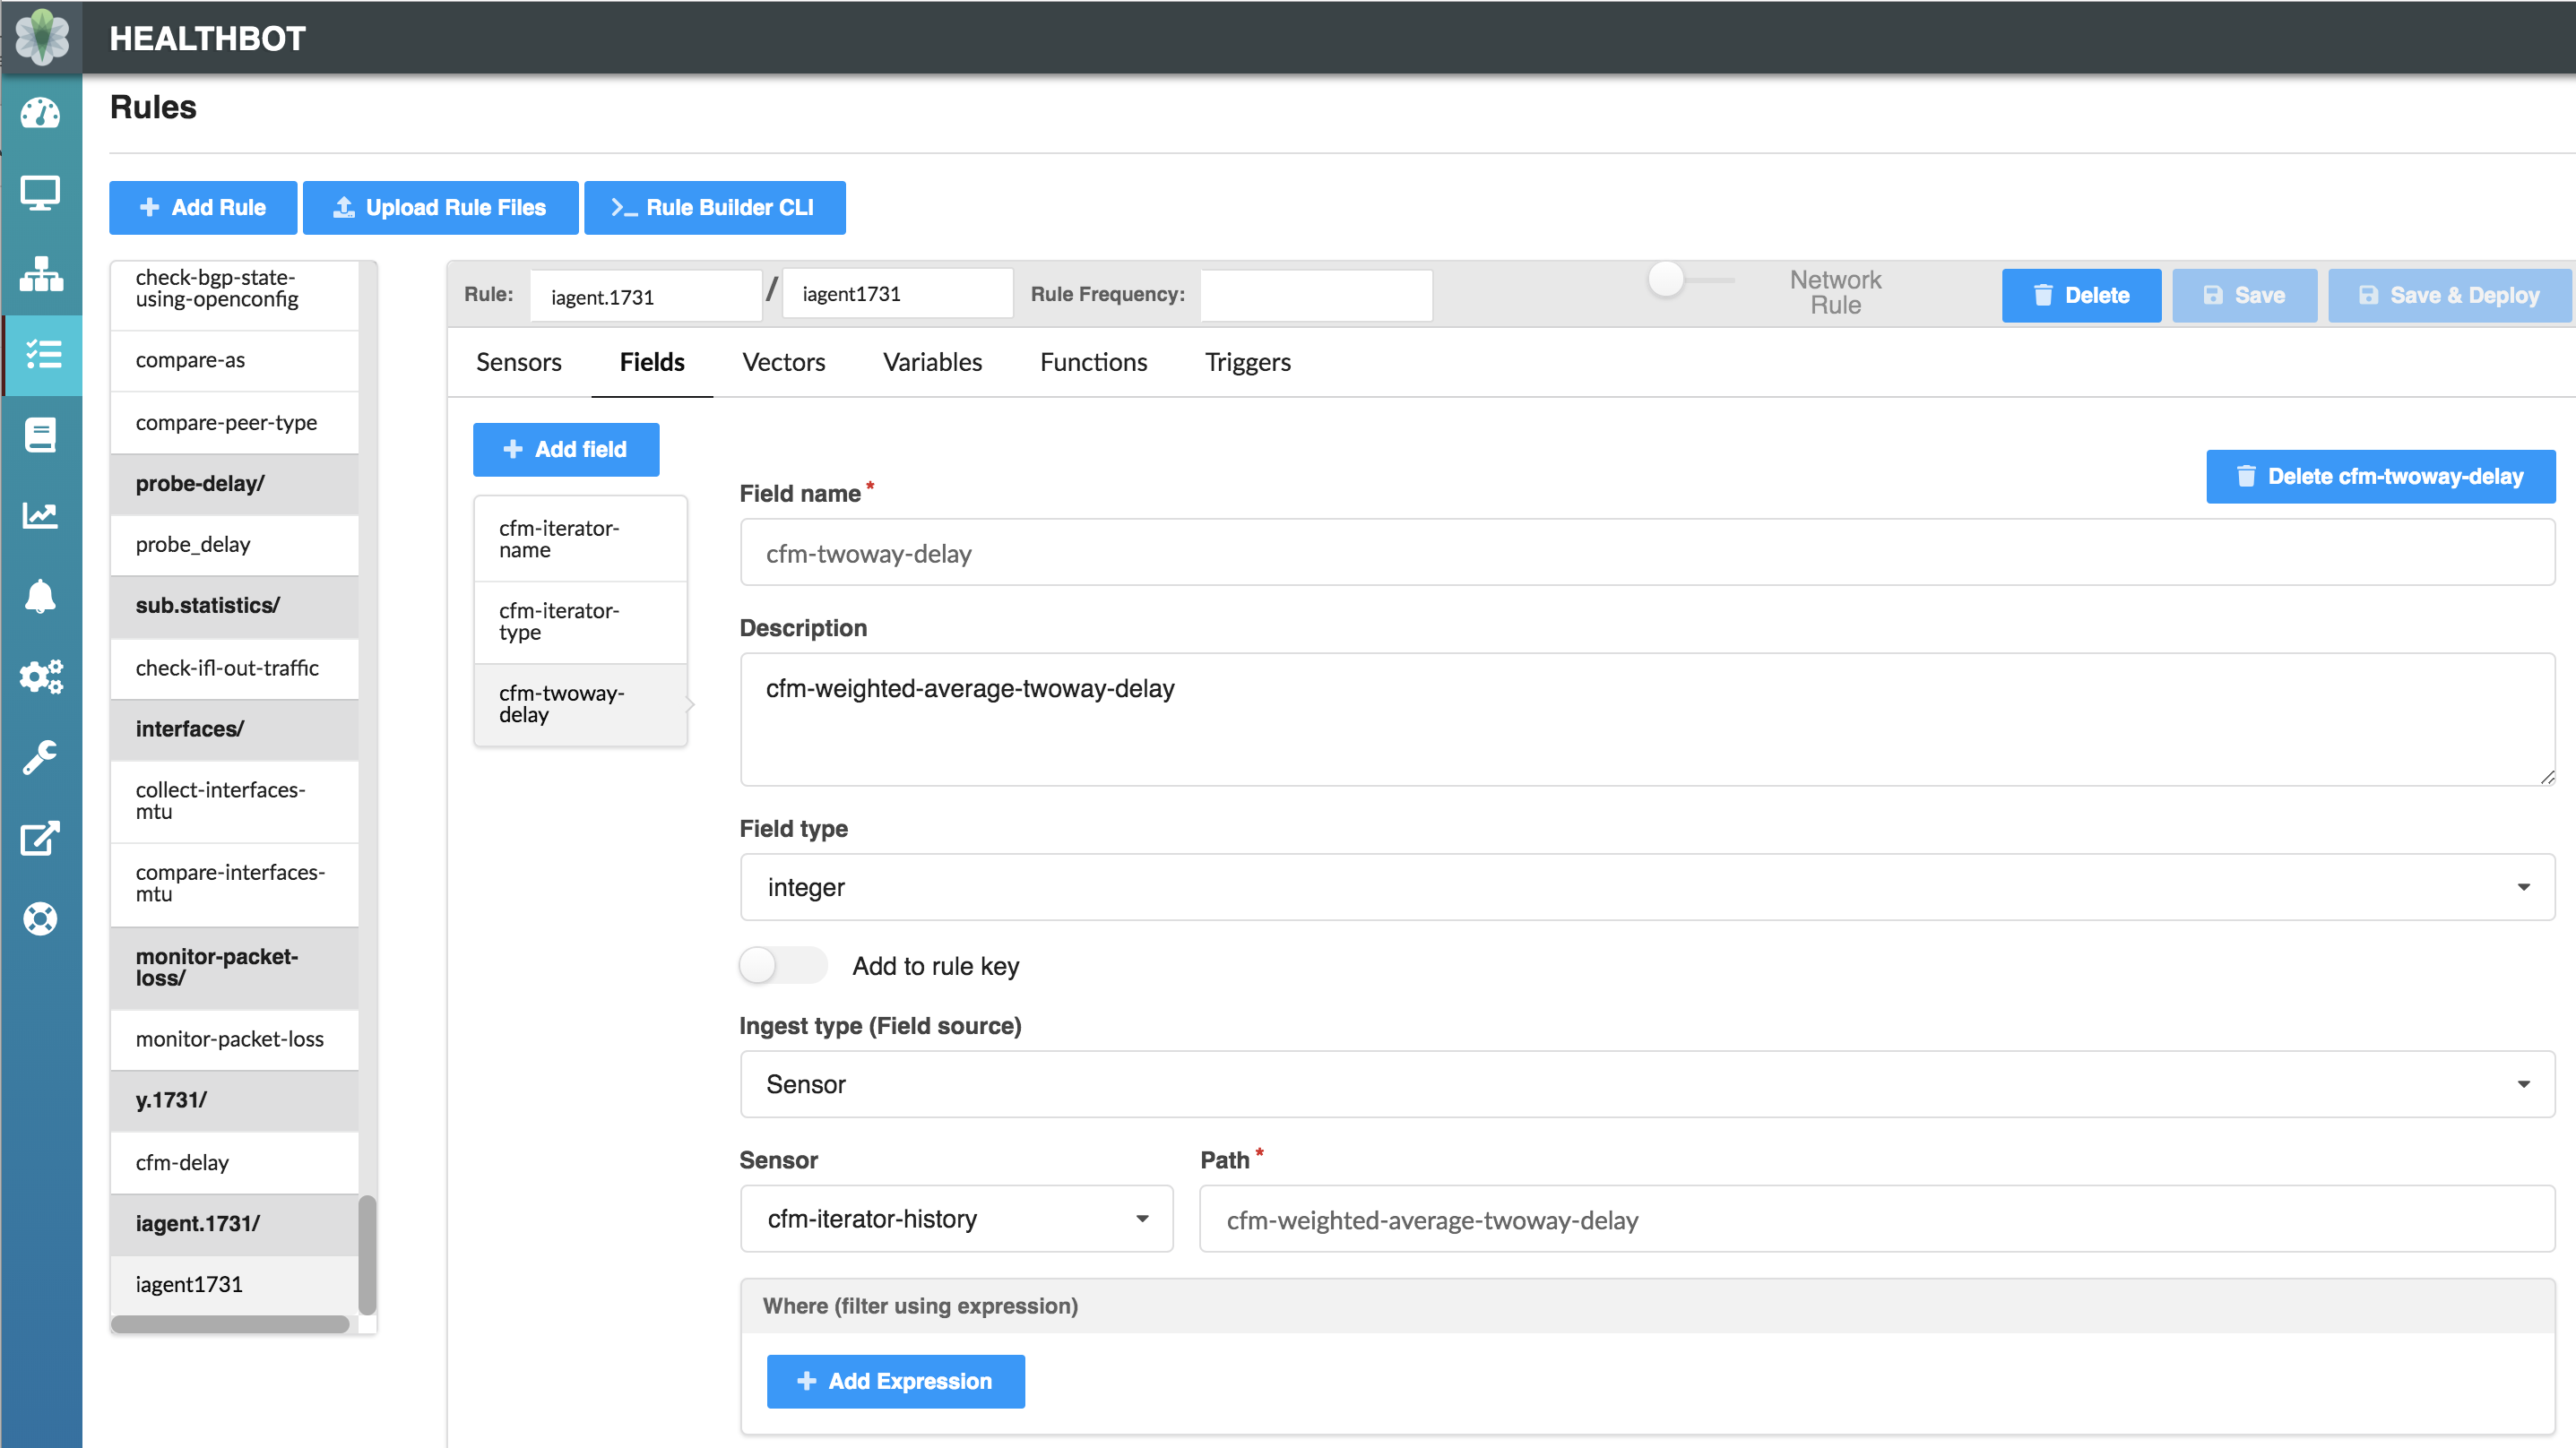 HEALTHBOT
Rules
Add Rule
Upload Rule Files
Rule Builder CLI
check-bgp-state-
using-openconfig
compare-as
compare-peer-type
probe-delay/
probe_delay
sub.statistics/
check-ifl-out-traffic
interfaces/
collect-interfaces-
mtu
compare-interfaces-
mtu
monitor-packet-
loss/
monitor-packet-loss
y.1731/
cfm-delay
iagent.1731/
iagent1731
Rule: iagent.1731 / iagent1731 Rule Frequency:
Network
Rule
Delete
Save
Save & Deploy
Sensors Fields Vectors Variables Functions Triggers
Add field
cfm-iterator-
name
cfm-iterator-
type
cfm-twoway-
delay
Delete cfm-twoway-delay
Field name *
cfm-twoway-delay
Description
cfm-weighted-average-twoway-delay
Field type
integer
Add to rule key
Ingest type (Field source)
Sensor
Sensor
cfm-iterator-history
Path *
cfm-weighted-average-twoway-delay
Where (filter using expression)
Add Expression